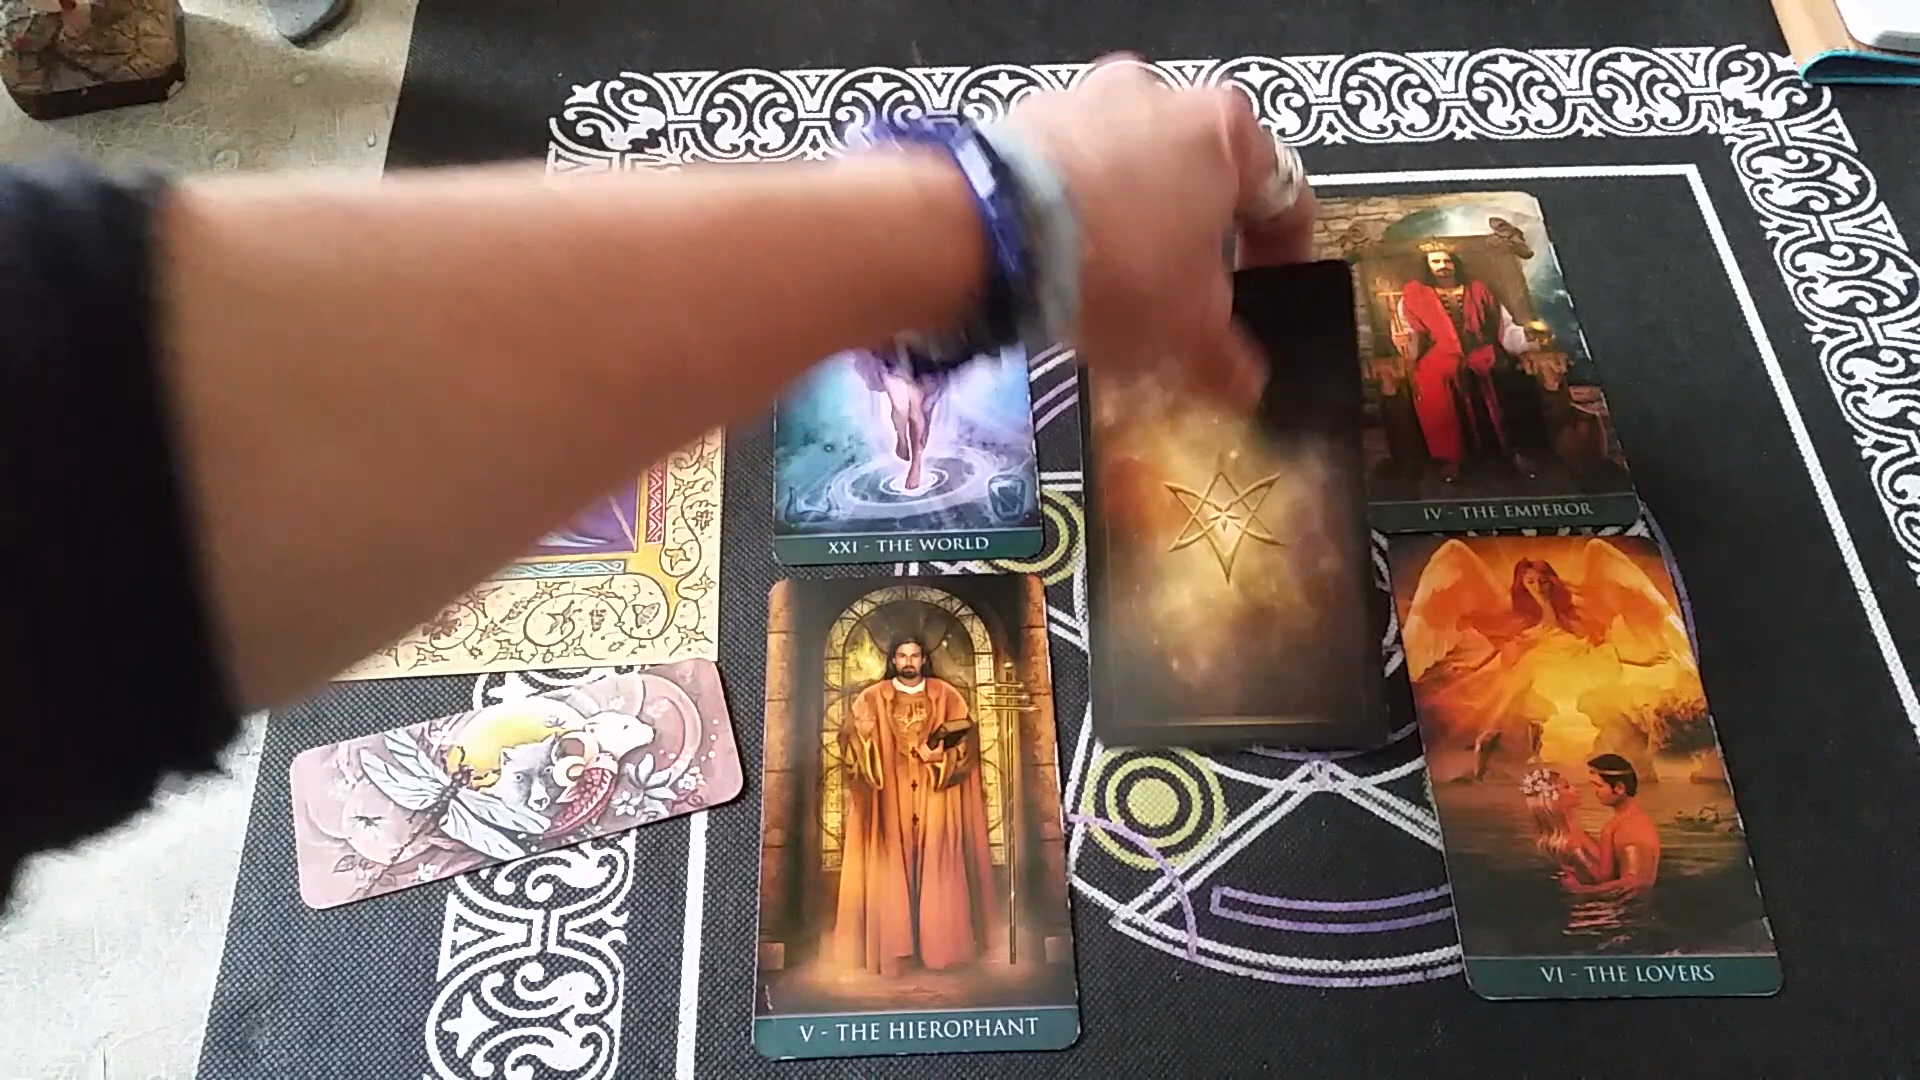 IV - THE EMPEROR
XXI - THE WORLD
VI - THE LOVERS
V - THE HIEROPHANT